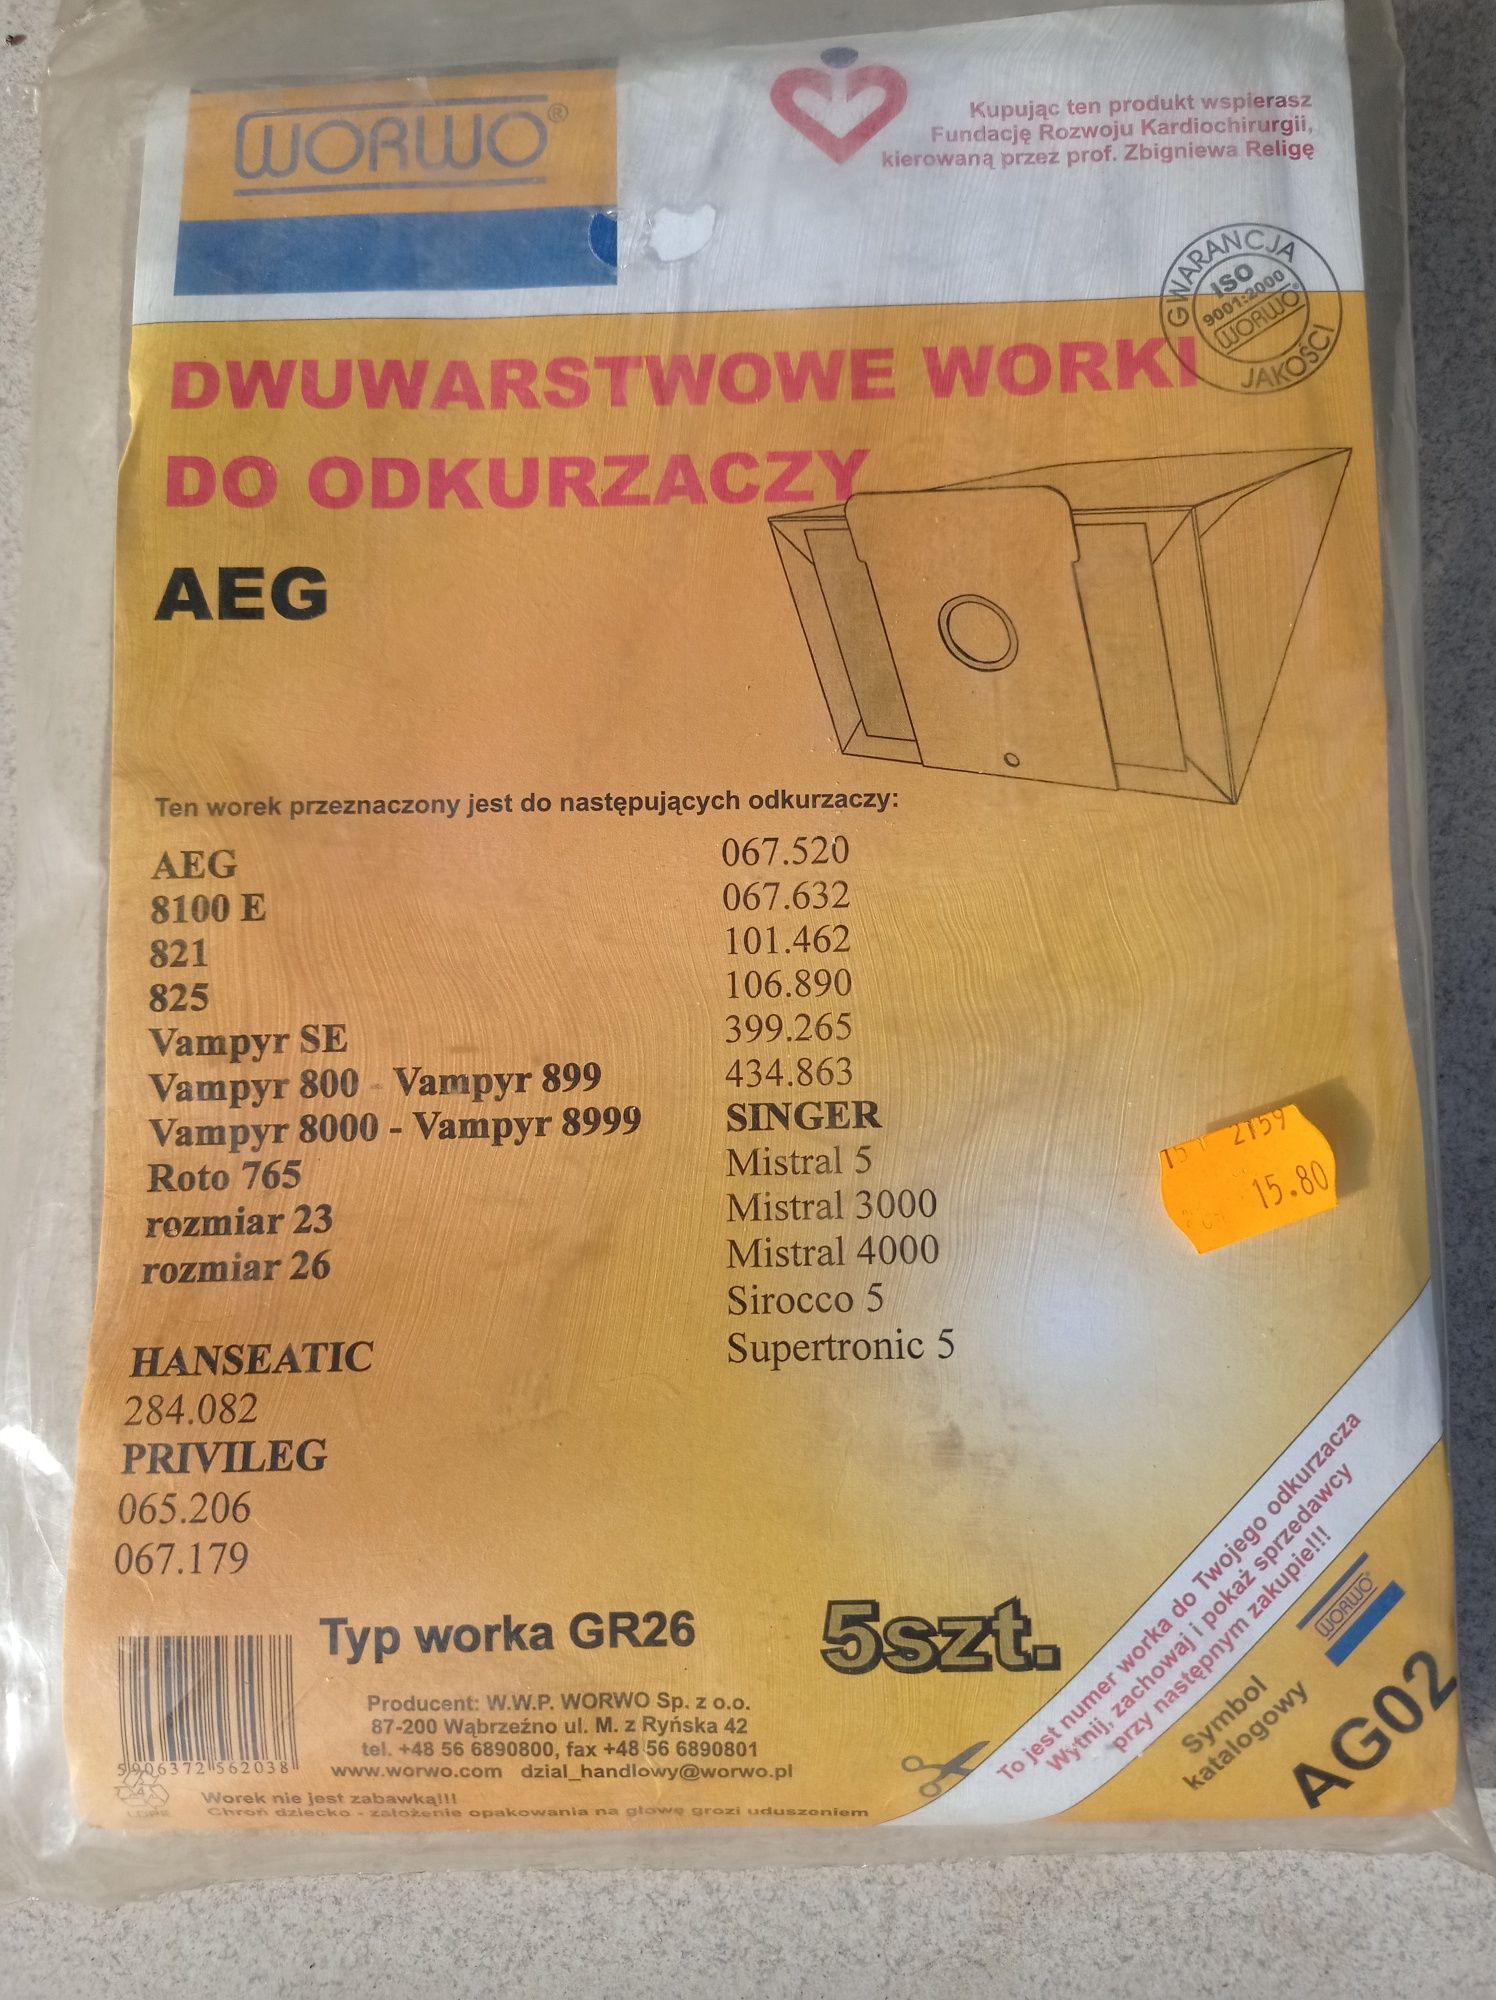 WORWO®
Kupując ten produkt wspierasz
Fundację Rozwoju Kardiochirurgii,
kierowaną przez prof. Zbigniewa Religę
GWARANCJA JAKOŚCI
ISO
9001:2000
WORWO®
DWUWARSTWOWE WORKI
DO ODKURZACZY
AEG
Ten worek przeznaczony jest do następujących odkurzaczy:
AEG
8100 E
821
825
Vampyr SE
Vampyr 800 - Vampyr 899
Vampyr 8000 - Vampyr 8999
Roto 765
rozmiar 23
rozmiar 26
HANSEATIC
284.082
PRIVILEG
065.206
067.179
067.520
067.632
101.462
106.890
399.265
434.863
SINGER
Mistral 5
Mistral 3000
Mistral 4000
Sirocco 5
Supertronic 5
2159
15.80
Typ worka GR26
5szt.
Producent: W.W.P. WORWO Sp. z o.o.
87-200 Wąbrzeźno ul. M. z Ryńska 42
tel. +48 56 6890800, fax +48 56 6890801
www.worwo.com dzial_handlowy@worwo.pl
5906372562038
4
LDPE
Worek nie jest zabawką!!!
Chroń dziecko - założenie opakowania na głowę grozi uduszeniem
To jest numer worka do Twojego odkurzacza
Wytnij, zachowaj i pokaż sprzedawcy
przy następnym zakupie!!!
WORWO®
Symbol
katalogowy
AG02